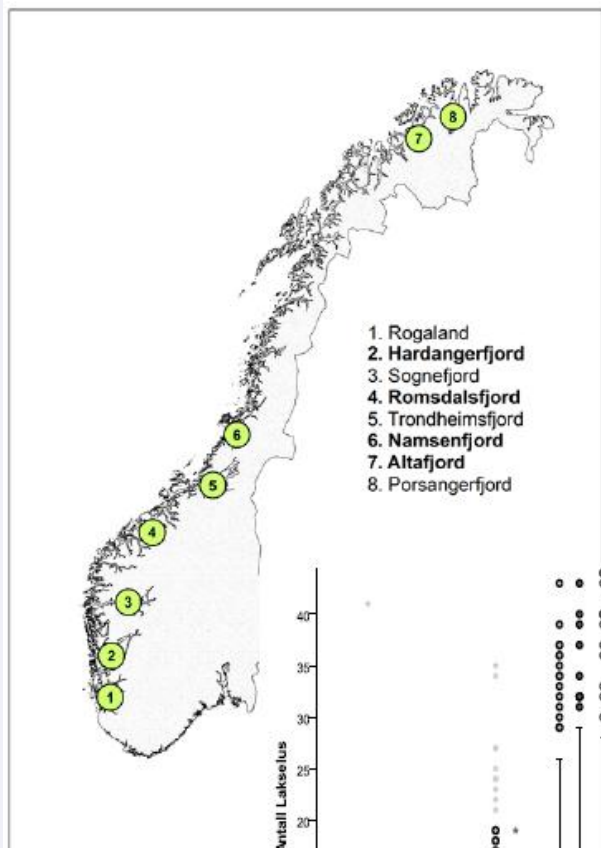 8
7
1. Rogaland
2. Hardangerfjord
3. Sognefjord
4. Romsdalsfjord
5. Trondheimsfjord
6. Namsenfjord
7. Altafjord
8. Porsangerfjord
6
5
4
3
2
1
40
35
30
25
20
Antall Lakselus
*